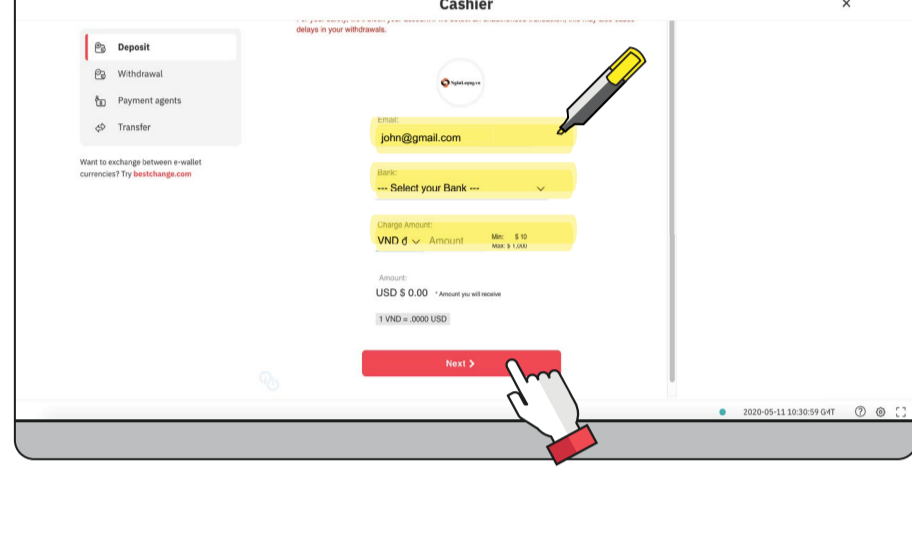 Cashier
delays in your withdrawals.
Deposit
Withdrawal
Payment agents
Transfer
Want to exchange between e-wallet
currencies? Try bestchange.com
Email:
john@gmail.com
Bank:
--- Select your Bank ---
Charge Amount:
VND ₫ Amount Min: $ 10
Max: $ 1,000
Amount:
USD $ 0.00 * Amount you will receive
1 VND = .0000 USD
Next
2020-05-11 10:30:59 GMT